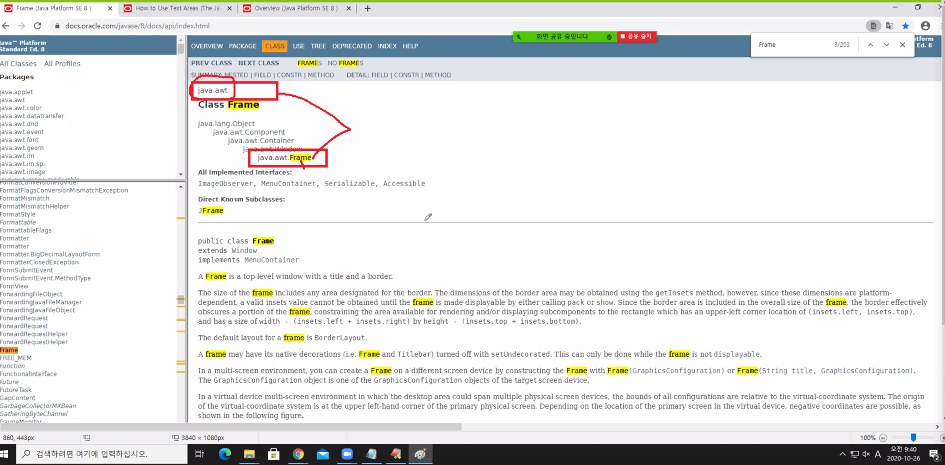 Frame (Java Platform SE 8 )
How to Use Text Areas (The Jav
Overview (Java Platform SE 8 )
docs.oracle.com/javase/8/docs/api/index.html
Java™ Platform
Standard Ed. 8
All Classes All Profiles
Packages
java.applet
java.awt
java.awt.color
java.awt.datatransfer
java.awt.dnd
java.awt.event
java.awt.font
java.awt.geom
java.awt.im
java.awt.im.spi
java.awt.image
FormatFlagsConversionMismatchException
FormatMismatch
FormatMismatchHelper
FormatStyle
Formattable
FormattableFlags
Formatter
Formatter
Formatter.BigDecimalLayoutForm
FormatterClosedException
FormSubmitEvent
FormSubmitEvent.MethodType
FormView
ForwardingFileObject
ForwardingJavaFileManager
ForwardingJavaFileObject
ForwardRequest
ForwardRequest
ForwardRequestHelper
ForwardRequestHelper
Frame
FREE_MEM
Function
FunctionalInterface
Future
FutureTask
GapContent
GarbageCollectorMXBean
GatheringByteChannel
OVERVIEW PACKAGE CLASS USE TREE DEPRECATED INDEX HELP
화면 공유 중입니다 공유 중지
Frame 3/203
PREV CLASS NEXT CLASS FRAMES NO FRAMES
SUMMARY: NESTED | FIELD | CONSTR | METHOD DETAIL: FIELD | CONSTR | METHOD
java.awt
Class Frame
java.lang.Object
java.awt.Component
java.awt.Container
java.awt.Window
java.awt.Frame
All Implemented Interfaces:
ImageObserver, MenuContainer, Serializable, Accessible
Direct Known Subclasses:
JFrame
public class Frame
extends Window
implements MenuContainer
A Frame is a top-level window with a title and a border.
The size of the frame includes any area designated for the border. The dimensions of the border area may be obtained using the getInsets method, however, since these dimensions are platform-
dependent, a valid insets value cannot be obtained until the frame is made displayable by either calling pack or show. Since the border area is included in the overall size of the frame, the border effectively
obscures a portion of the frame, constraining the area available for rendering and/or displaying subcomponents to the rectangle which has an upper-left corner location of (insets.left, insets.top),
and has a size of width - (insets.left + insets.right) by height - (insets.top + insets.bottom).
The default layout for a frame is BorderLayout.
A frame may have its native decorations (i.e. Frame and Titlebar) turned off with setUndecorated. This can only be done while the frame is not displayable.
In a multi-screen environment, you can create a Frame on a different screen device by constructing the Frame with Frame(GraphicsConfiguration) or Frame(String title, GraphicsConfiguration).
The GraphicsConfiguration object is one of the GraphicsConfiguration objects of the target screen device.
In a virtual device multi-screen environment in which the desktop area could span multiple physical screen devices, the bounds of all configurations are relative to the virtual-coordinate system. The origin
of the virtual-coordinate system is at the upper left-hand corner of the primary physical screen. Depending on the location of the primary screen in the virtual device, negative coordinates are possible, as
shown in the following figure.
860, 443px
3840 × 1080px
100%
검색하려면 여기에 입력하십시오.
A
오전 9:40
2020-10-26